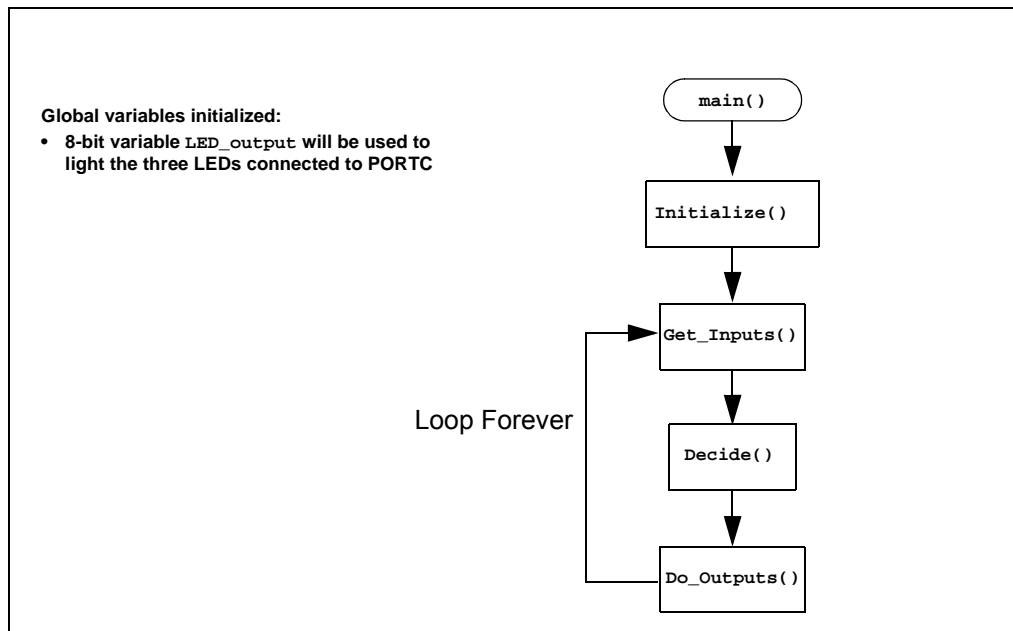 Global variables initialized:
• 8-bit variable LED_output will be used to
light the three LEDs connected to PORTC
main()
Initialize()
Get_Inputs()
Loop Forever
Decide()
Do_Outputs()